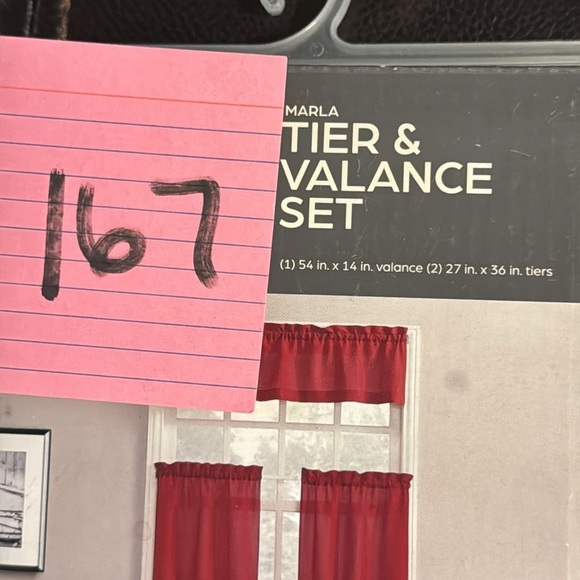 167
MARLA
TIER &
VALANCE
SET
(1) 54 in. x 14 in. valance (2) 27 in. x 36 in. tiers